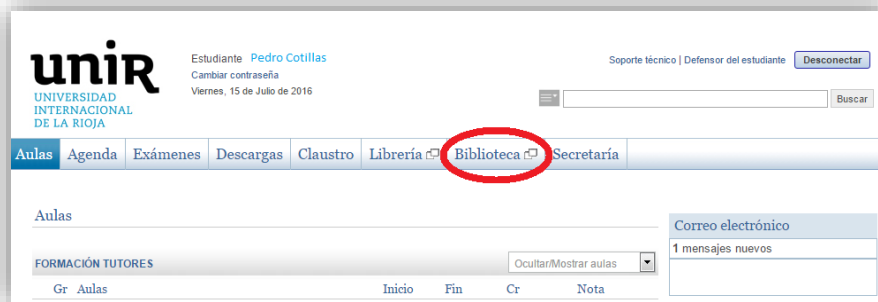 uniR
UNIVERSIDAD
INTERNACIONAL
DE LA RIOJA
Estudiante Pedro Cotillas
Cambiar contraseña
Viernes, 15 de Julio de 2016
Soporte técnico | Defensor del estudiante Desconectar
Buscar
Aulas Agenda Exámenes Descargas Claustro Librería Biblioteca Secretaría
Aulas
FORMACIÓN TUTORES Ocultar/Mostrar aulas
Gr Aulas Inicio Fin Cr Nota
Correo electrónico
1 mensajes nuevos